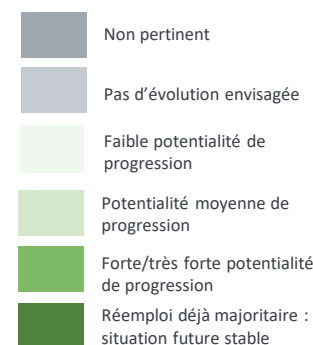 Non pertinent
Pas d’évolution envisagée
Faible potentialité de
progression
Potentialité moyenne de
progression
Forte/très forte potentialité
de progression
Réemploi déjà majoritaire :
situation future stable